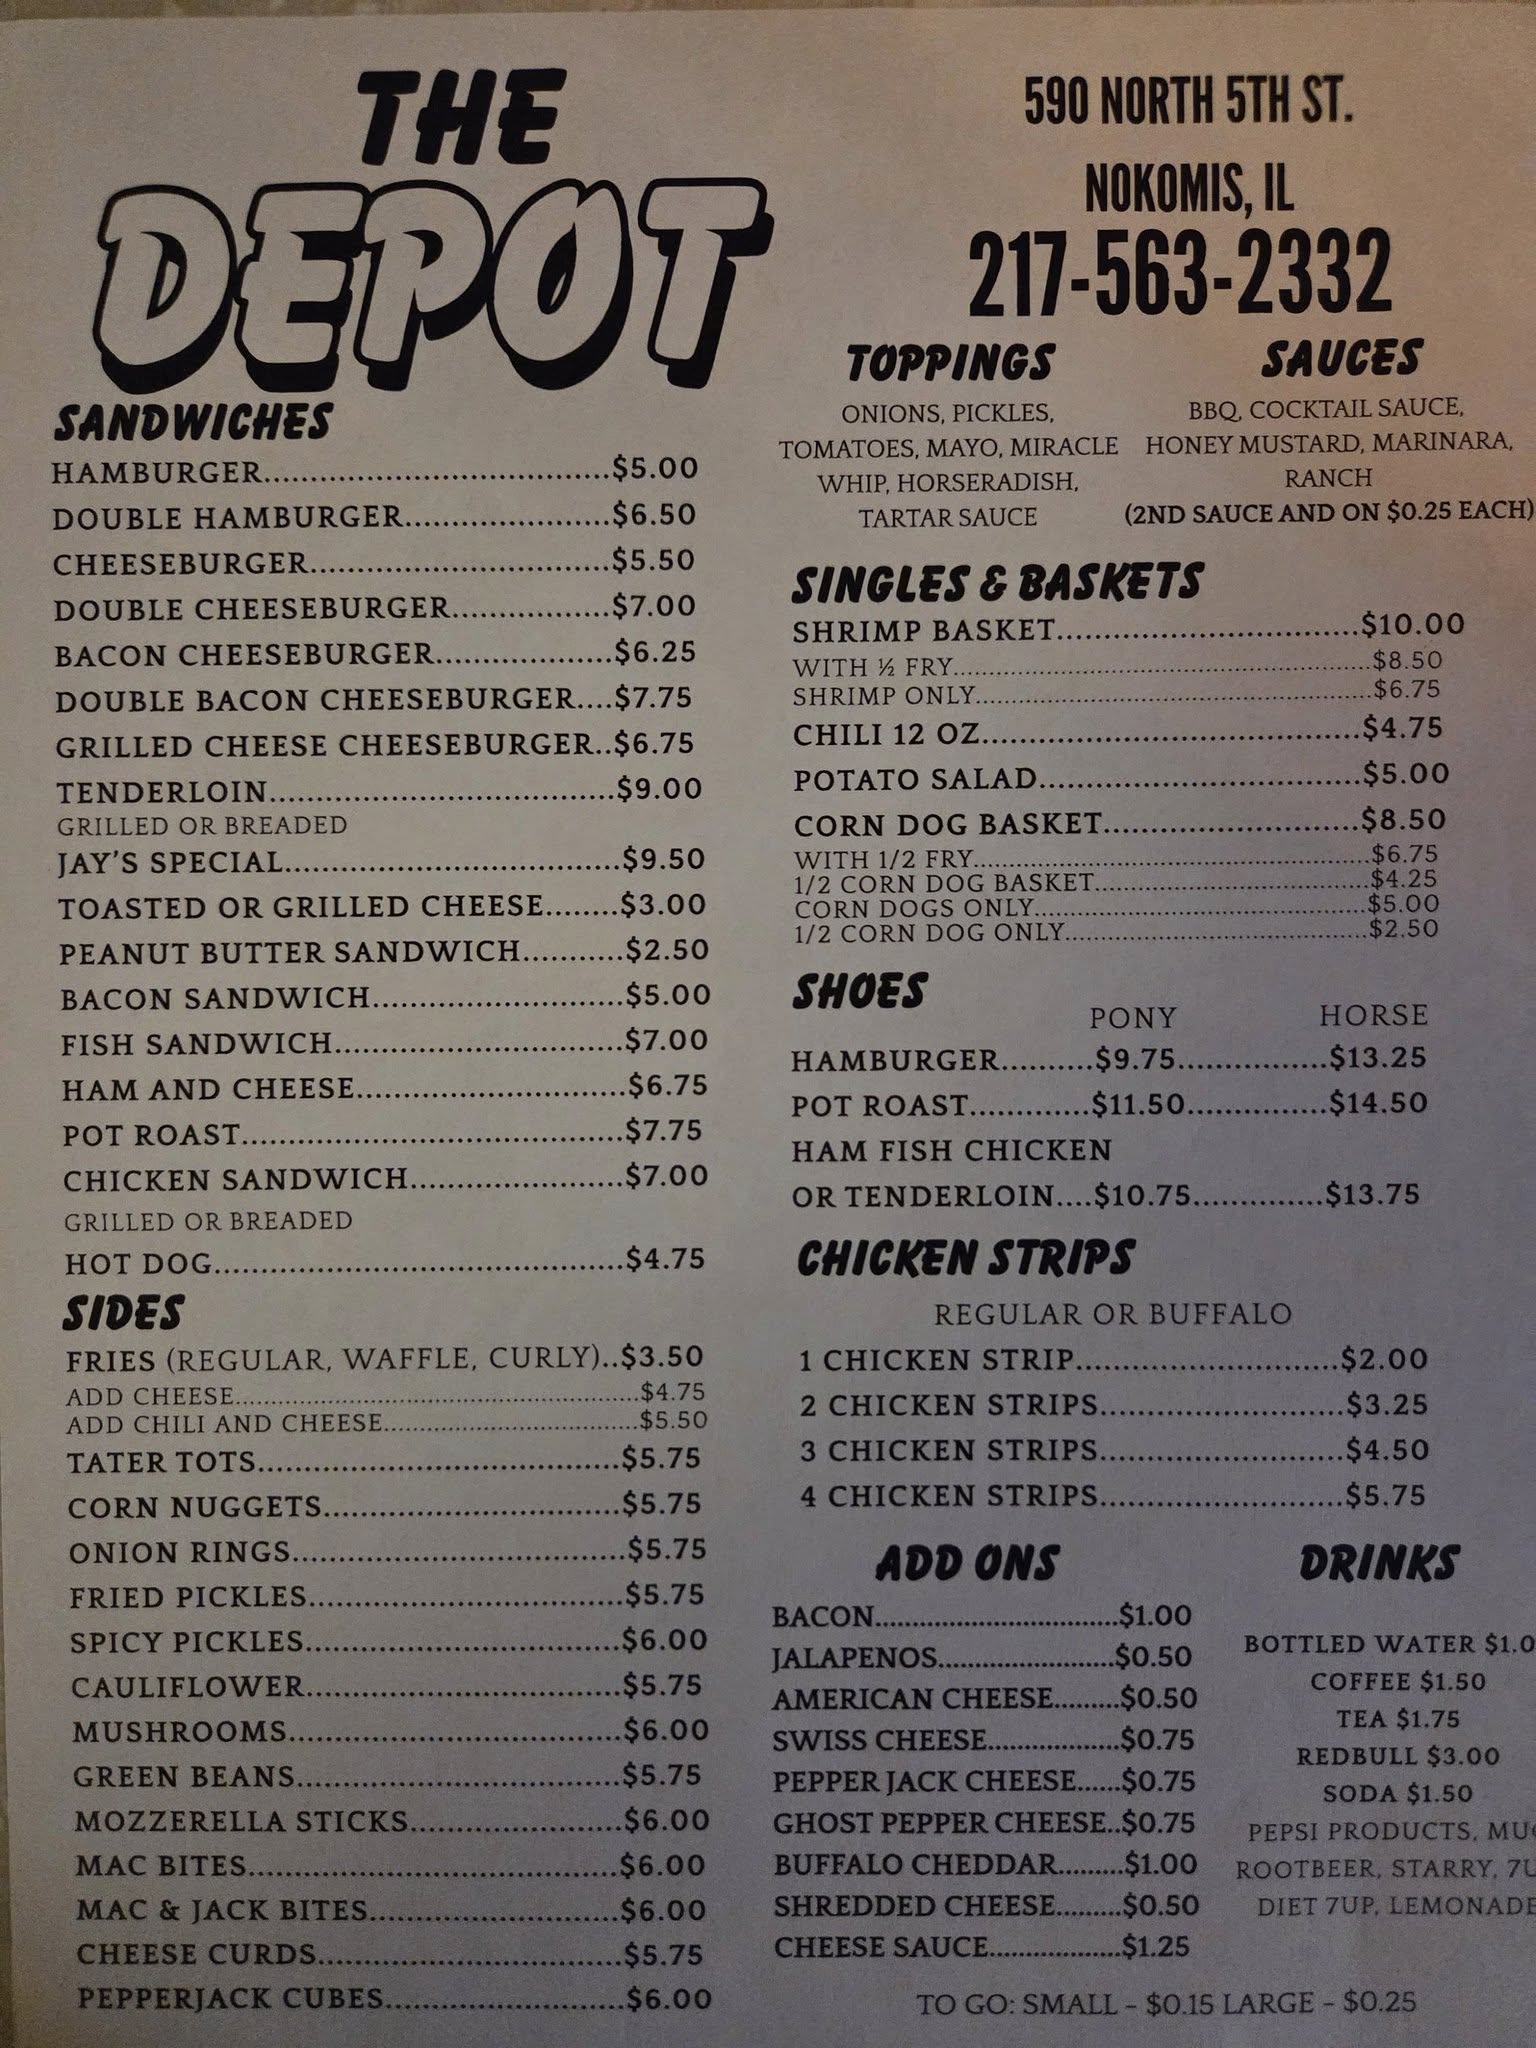 THE
DEPOT
590 NORTH 5TH ST.
NOKOMIS, IL
217-563-2332
SANDWICHES
HAMBURGER......................................$5.00
DOUBLE HAMBURGER......................$6.50
CHEESEBURGER.................................$5.50
DOUBLE CHEESEBURGER.................$7.00
BACON CHEESEBURGER...................$6.25
DOUBLE BACON CHEESEBURGER....$7.75
GRILLED CHEESE CHEESEBURGER..$6.75
TENDERLOIN......................................$9.00
GRILLED OR BREADED
JAY'S SPECIAL.....................................$9.50
TOASTED OR GRILLED CHEESE........$3.00
PEANUT BUTTER SANDWICH...........$2.50
BACON SANDWICH............................$5.00
FISH SANDWICH................................$7.00
HAM AND CHEESE..............................$6.75
POT ROAST..........................................$7.75
CHICKEN SANDWICH.......................$7.00
GRILLED OR BREADED
HOT DOG.............................................$4.75
SIDES
FRIES (REGULAR, WAFFLE, CURLY)..$3.50
ADD CHEESE..........................................................$4.75
ADD CHILI AND CHEESE.....................................$5.50
TATER TOTS........................................$5.75
CORN NUGGETS.................................$5.75
ONION RINGS.....................................$5.75
FRIED PICKLES...................................$5.75
SPICY PICKLES...................................$6.00
CAULIFLOWER...................................$5.75
MUSHROOMS.....................................$6.00
GREEN BEANS....................................$5.75
MOZZERELLA STICKS.......................$6.00
MAC BITES.........................................$6.00
MAC & JACK BITES............................$6.00
CHEESE CURDS..................................$5.75
PEPPERJACK CUBES..........................$6.00
TOPPINGS
ONIONS, PICKLES,
TOMATOES, MAYO, MIRACLE
WHIP, HORSERADISH,
TARTAR SAUCE
SAUCES
BBQ, COCKTAIL SAUCE,
HONEY MUSTARD, MARINARA,
RANCH
(2ND SAUCE AND ON $0.25 EACH)
SINGLES & BASKETS
SHRIMP BASKET.................................$10.00
WITH ½ FRY............................................................$8.50
SHRIMP ONLY.........................................................$6.75
CHILI 12 OZ..........................................$4.75
POTATO SALAD...................................$5.00
CORN DOG BASKET............................$8.50
WITH 1/2 FRY.........................................................$6.75
1/2 CORN DOG BASKET.......................................$4.25
CORN DOGS ONLY................................................$5.00
1/2 CORN DOG ONLY...........................................$2.50
SHOES
PONY HORSE
HAMBURGER..........$9.75................$13.25
POT ROAST.............$11.50...............$14.50
HAM FISH CHICKEN
OR TENDERLOIN....$10.75..............$13.75
CHICKEN STRIPS
REGULAR OR BUFFALO
1 CHICKEN STRIP.............................$2.00
2 CHICKEN STRIPS...........................$3.25
3 CHICKEN STRIPS...........................$4.50
4 CHICKEN STRIPS...........................$5.75
ADD ONS
BACON.................................$1.00
JALAPENOS.........................$0.50
AMERICAN CHEESE.........$0.50
SWISS CHEESE...................$0.75
PEPPER JACK CHEESE......$0.75
GHOST PEPPER CHEESE..$0.75
BUFFALO CHEDDAR.........$1.00
SHREDDED CHEESE.........$0.50
CHEESE SAUCE...................$1.25
DRINKS
BOTTLED WATER $1.0
COFFEE $1.50
TEA $1.75
REDBULL $3.00
SODA $1.50
PEPSI PRODUCTS,
ROOTBEER, STARRY,
DIET 7UP, LEMONADE
TO GO: SMALL - $0.15 LARGE - $0.25